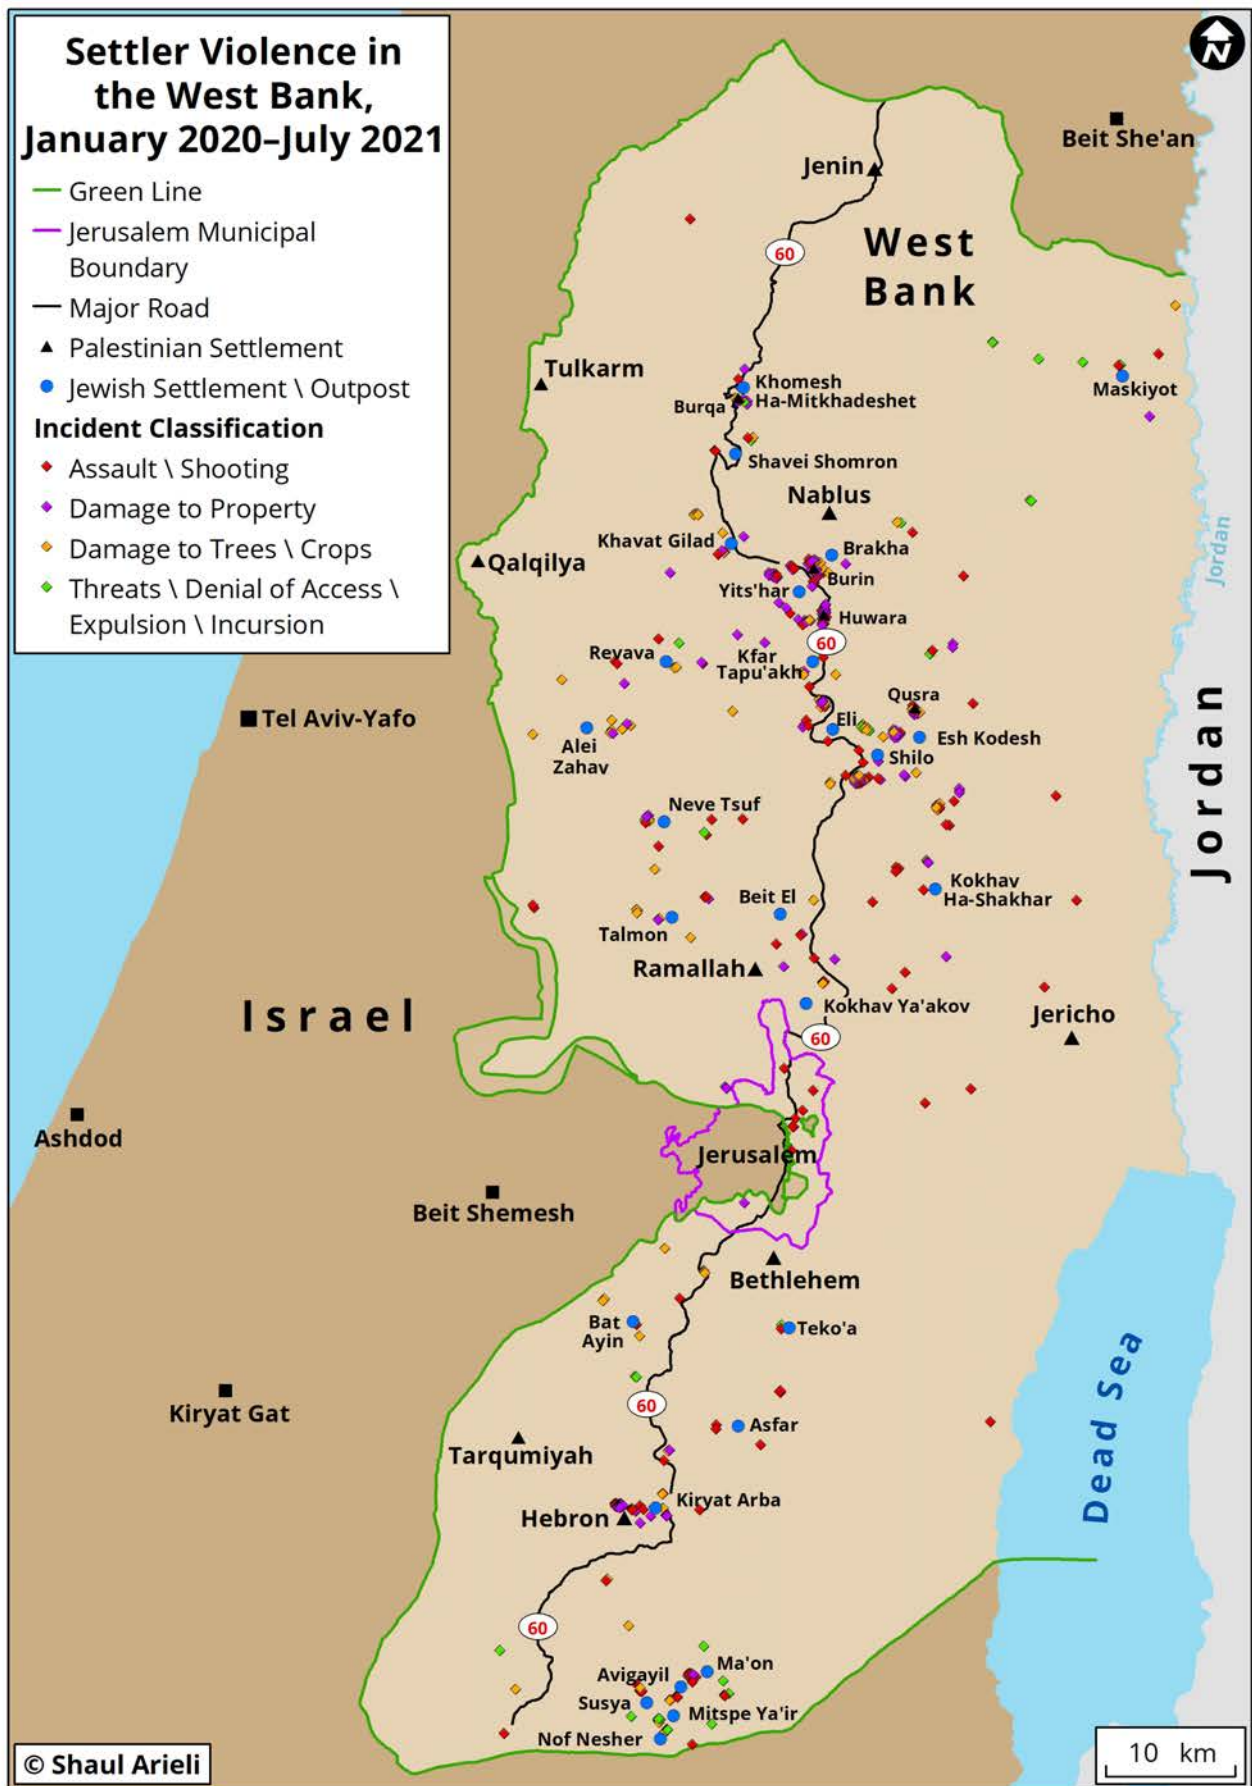 Settler Violence in
the West Bank,
January 2020–July 2021
Green Line
Jerusalem Municipal
Boundary
Major Road
Palestinian Settlement
Jewish Settlement \ Outpost
Incident Classification
Assault \ Shooting
Damage to Property
Damage to Trees \ Crops
Threats \ Denial of Access \
Expulsion \ Incursion
N
Beit She'an
Jenin
60
West
Bank
Tulkarm
Khomesh
Ha-Mitkhadeshet
Burqa
Maskiyot
Shavei Shomron
Nablus
Khavat Gilad
Brakha
Jordan
Qalqilya
Burin
Yits'har
Huwara
60
Revava
Kfar
Tapu'akh
Qusra
Tel Aviv-Yafo
Eli
Esh Kodesh
Alei
Zahav
Shilo
Jordan
Neve Tsuf
Kokhav
Ha-Shakhar
Beit El
Talmon
Ramallah
Israel
Kokhav Ya'akov
Jericho
60
Ashdod
Jerusalem
Beit Shemesh
Bethlehem
Bat
Ayin
Teko'a
Dead Sea
Kiryat Gat
60
Asfar
Tarqumiyah
Kiryat Arba
Hebron
60
Ma'on
Avigayil
Susya
Mitspe Ya'ir
Nof Nesher
© Shaul Arieli
10 km